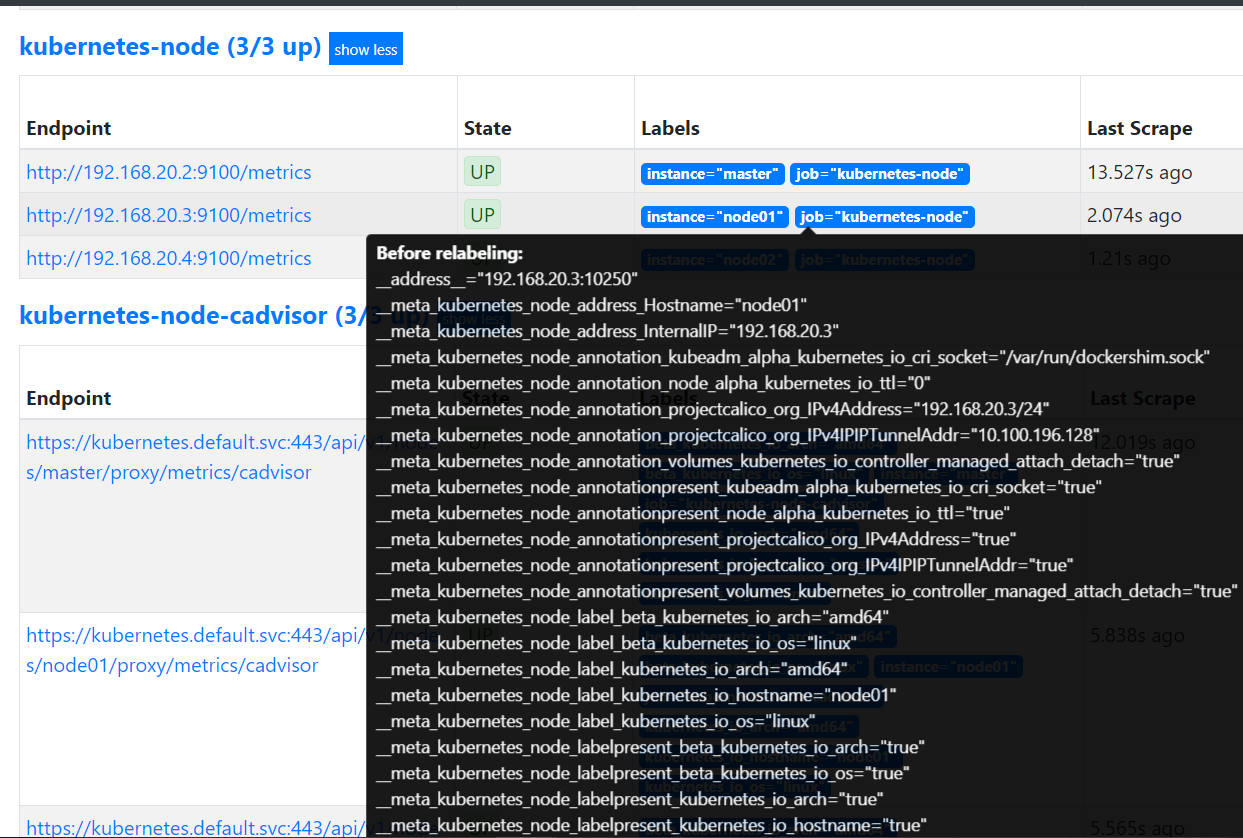 kubernetes-node (3/3 up) show less
Endpoint State Labels Last Scrape
http://192.168.20.2:9100/metrics UP instance="master" job="kubernetes-node" 13.527s ago
http://192.168.20.3:9100/metrics UP instance="node01" job="kubernetes-node" 2.074s ago
http://192.168.20.4:9100/metrics instance="node02" job="kubernetes-node" 1.21s ago
Before relabeling:
__address__="192.168.20.3:10250"
__meta_kubernetes_node_address_Hostname="node01"
__meta_kubernetes_node_address_InternalIP="192.168.20.3"
__meta_kubernetes_node_annotation_kubeadm_alpha_kubernetes_io_cri_socket="/var/run/dockershim.sock"
__meta_kubernetes_node_annotation_node_alpha_kubernetes_io_ttl="0"
__meta_kubernetes_node_annotation_projectcalico_org_IPv4Address="192.168.20.3/24"
__meta_kubernetes_node_annotation_projectcalico_org_IPv4IPIPTunnelAddr="10.100.196.128"
__meta_kubernetes_node_annotation_volumes_kubernetes_io_controller_managed_attach_detach="true"
__meta_kubernetes_node_annotationpresent_kubeadm_alpha_kubernetes_io_cri_socket="true"
__meta_kubernetes_node_annotationpresent_node_alpha_kubernetes_io_ttl="true"
__meta_kubernetes_node_annotationpresent_projectcalico_org_IPv4Address="true"
__meta_kubernetes_node_annotationpresent_projectcalico_org_IPv4IPIPTunnelAddr="true"
__meta_kubernetes_node_annotationpresent_volumes_kubernetes_io_controller_managed_attach_detach="true"
__meta_kubernetes_node_label_beta_kubernetes_io_arch="amd64"
__meta_kubernetes_node_label_beta_kubernetes_io_os="linux"
__meta_kubernetes_node_label_kubernetes_io_arch="amd64"
__meta_kubernetes_node_label_kubernetes_io_hostname="node01"
__meta_kubernetes_node_label_kubernetes_io_os="linux"
__meta_kubernetes_node_labelpresent_beta_kubernetes_io_arch="true"
__meta_kubernetes_node_labelpresent_beta_kubernetes_io_os="true"
__meta_kubernetes_node_labelpresent_kubernetes_io_arch="true"
__meta_kubernetes_node_labelpresent_kubernetes_io_hostname="true"
kubernetes-node-cadvisor (3/3 up) show less
Endpoint State Labels Last Scrape
https://kubernetes.default.svc:443/api/v1/node
s/master/proxy/metrics/cadvisor
12.019s ago
https://kubernetes.default.svc:443/api/v1/node
s/node01/proxy/metrics/cadvisor
instance="node01"
5.838s ago
https://kubernetes.default.svc:443/api/
5.565s ago